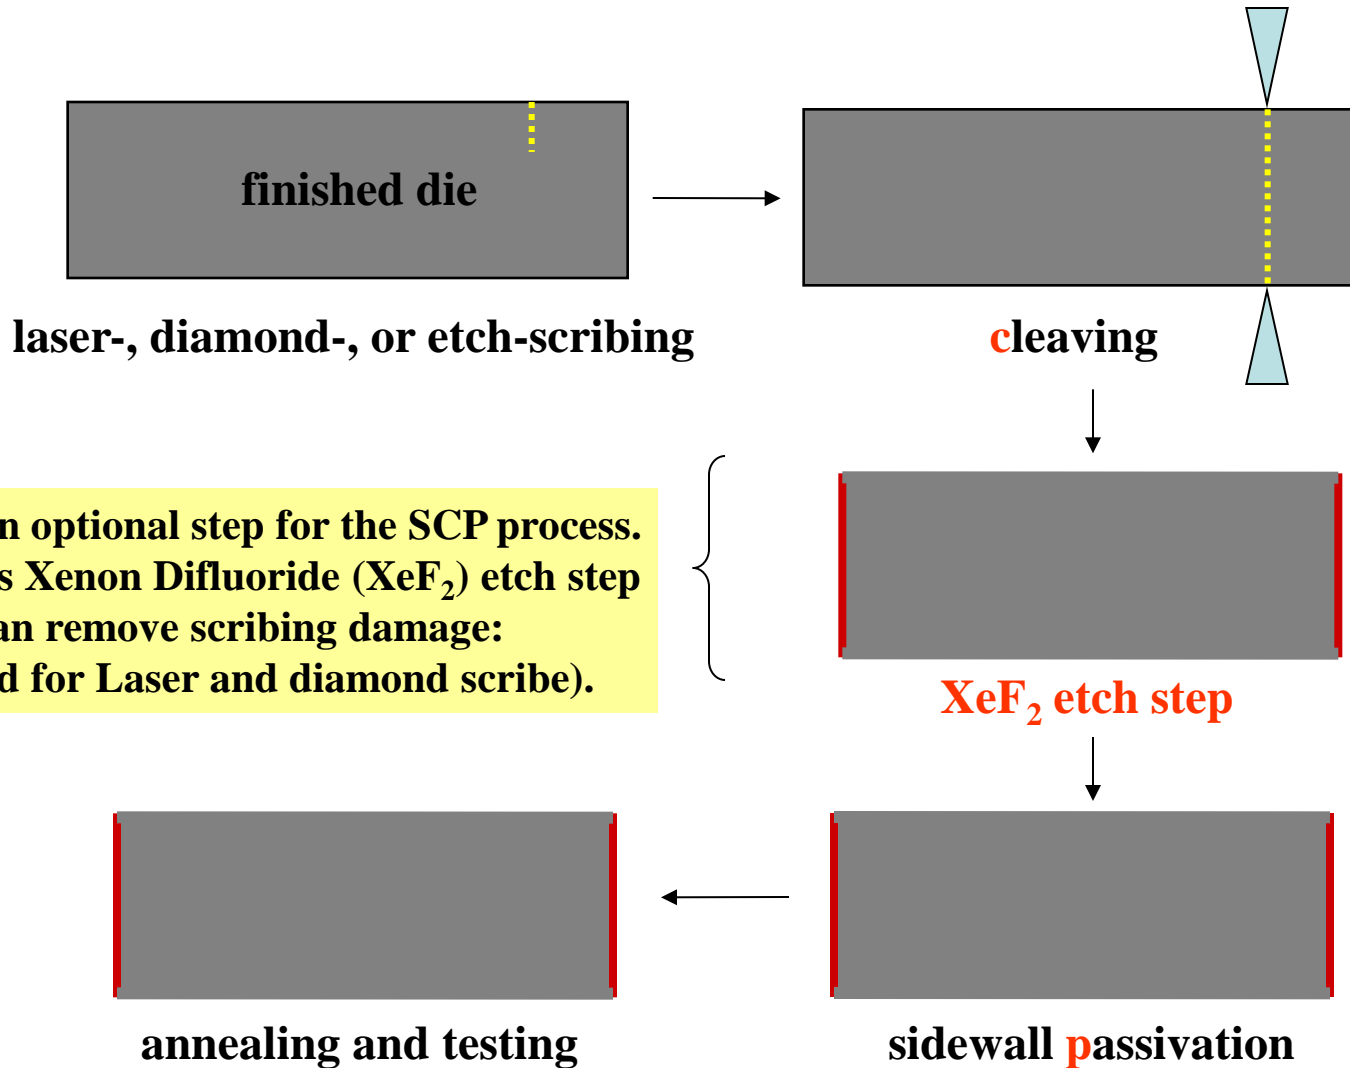 finished die
laser-, diamond-, or etch-scribing
cleaving
n optional step for the SCP process.
s Xenon Difluoride (XeF₂) etch step
an remove scribing damage:
d for Laser and diamond scribe).
XeF₂ etch step
annealing and testing
sidewall passivation